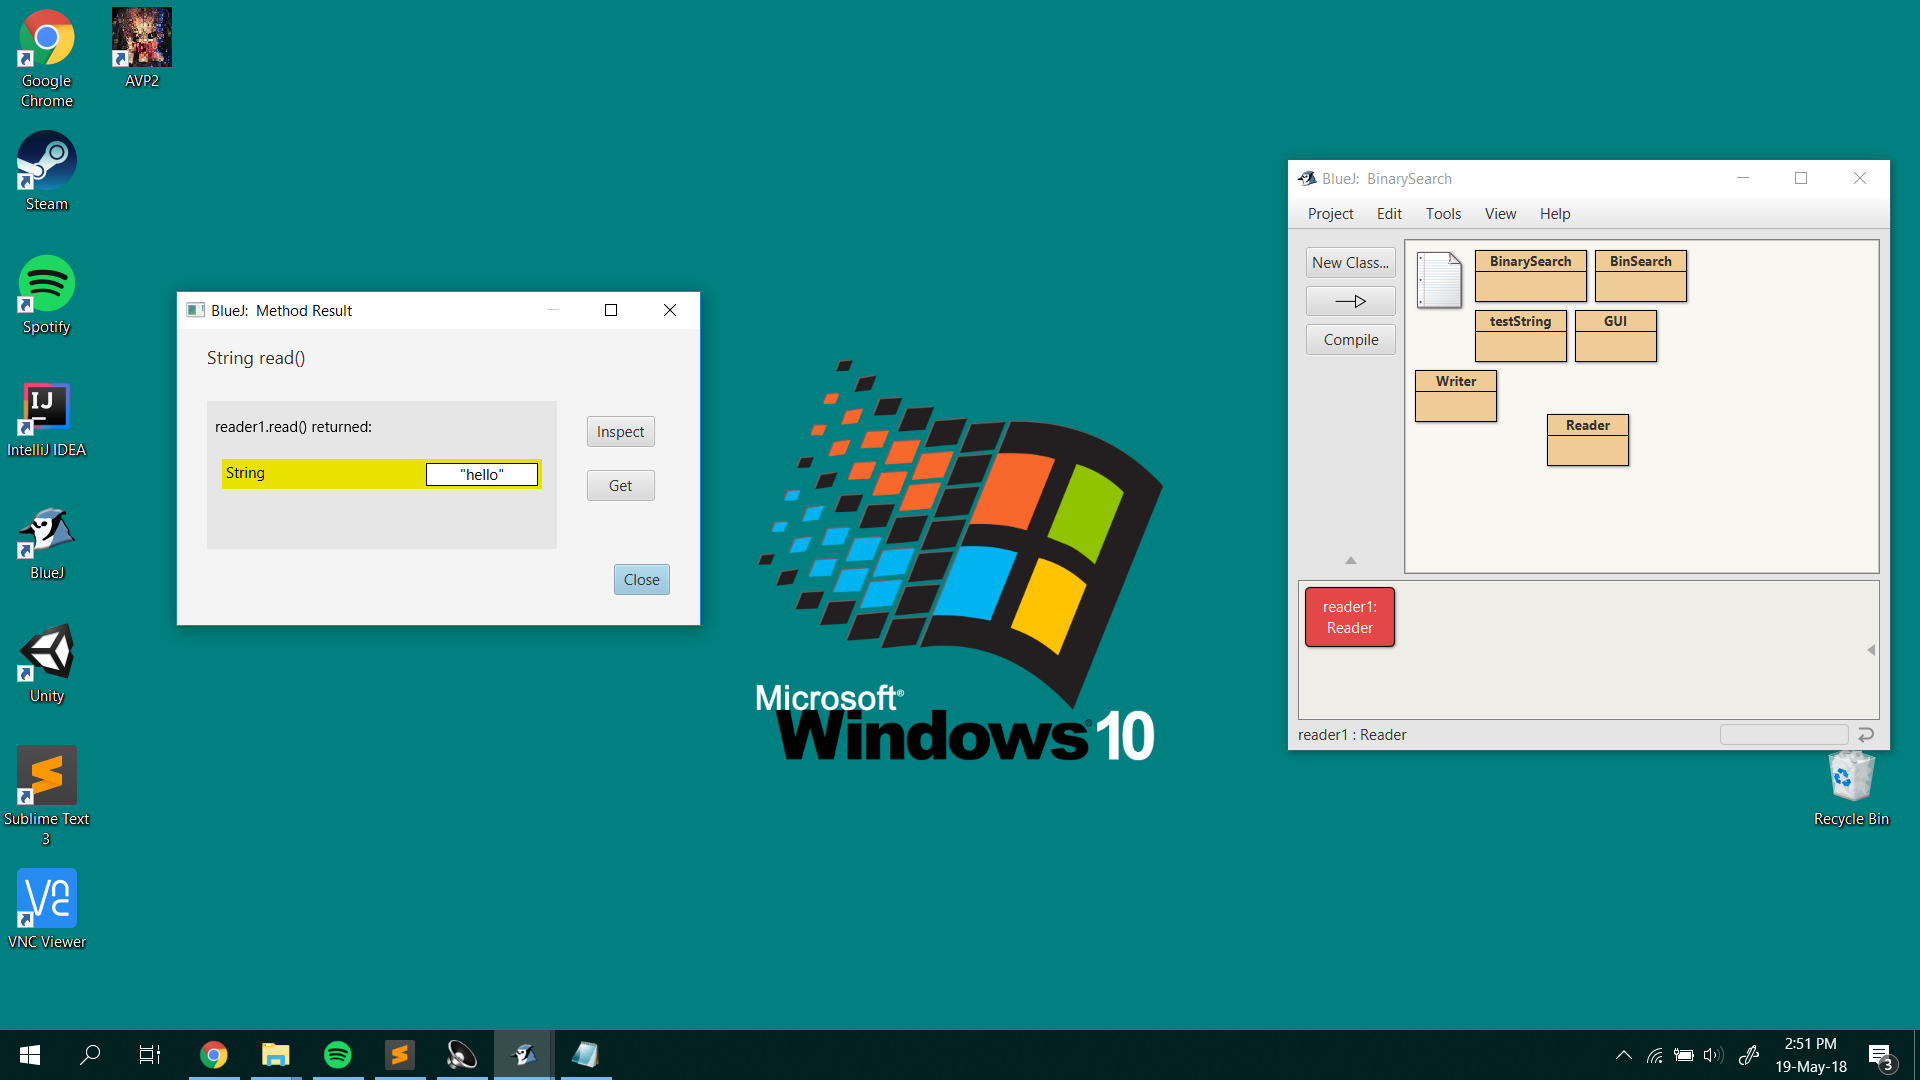 Google
Chrome
AVP2
Steam
Spotify
IntelliJ IDEA
BlueJ
Unity
Sublime Text
3
VNC Viewer
BlueJ:  Method Result
String read()
reader1.read() returned:
String
"hello"
Inspect
Get
Close
Microsoft®
Windows®10
BlueJ:  BinarySearch
Project Edit Tools View Help
New Class...
Compile
BinarySearch
BinSearch
testString
GUI
Writer
Reader
reader1:
Reader
reader1 : Reader
Recycle Bin
2:51 PM
19-May-18
3